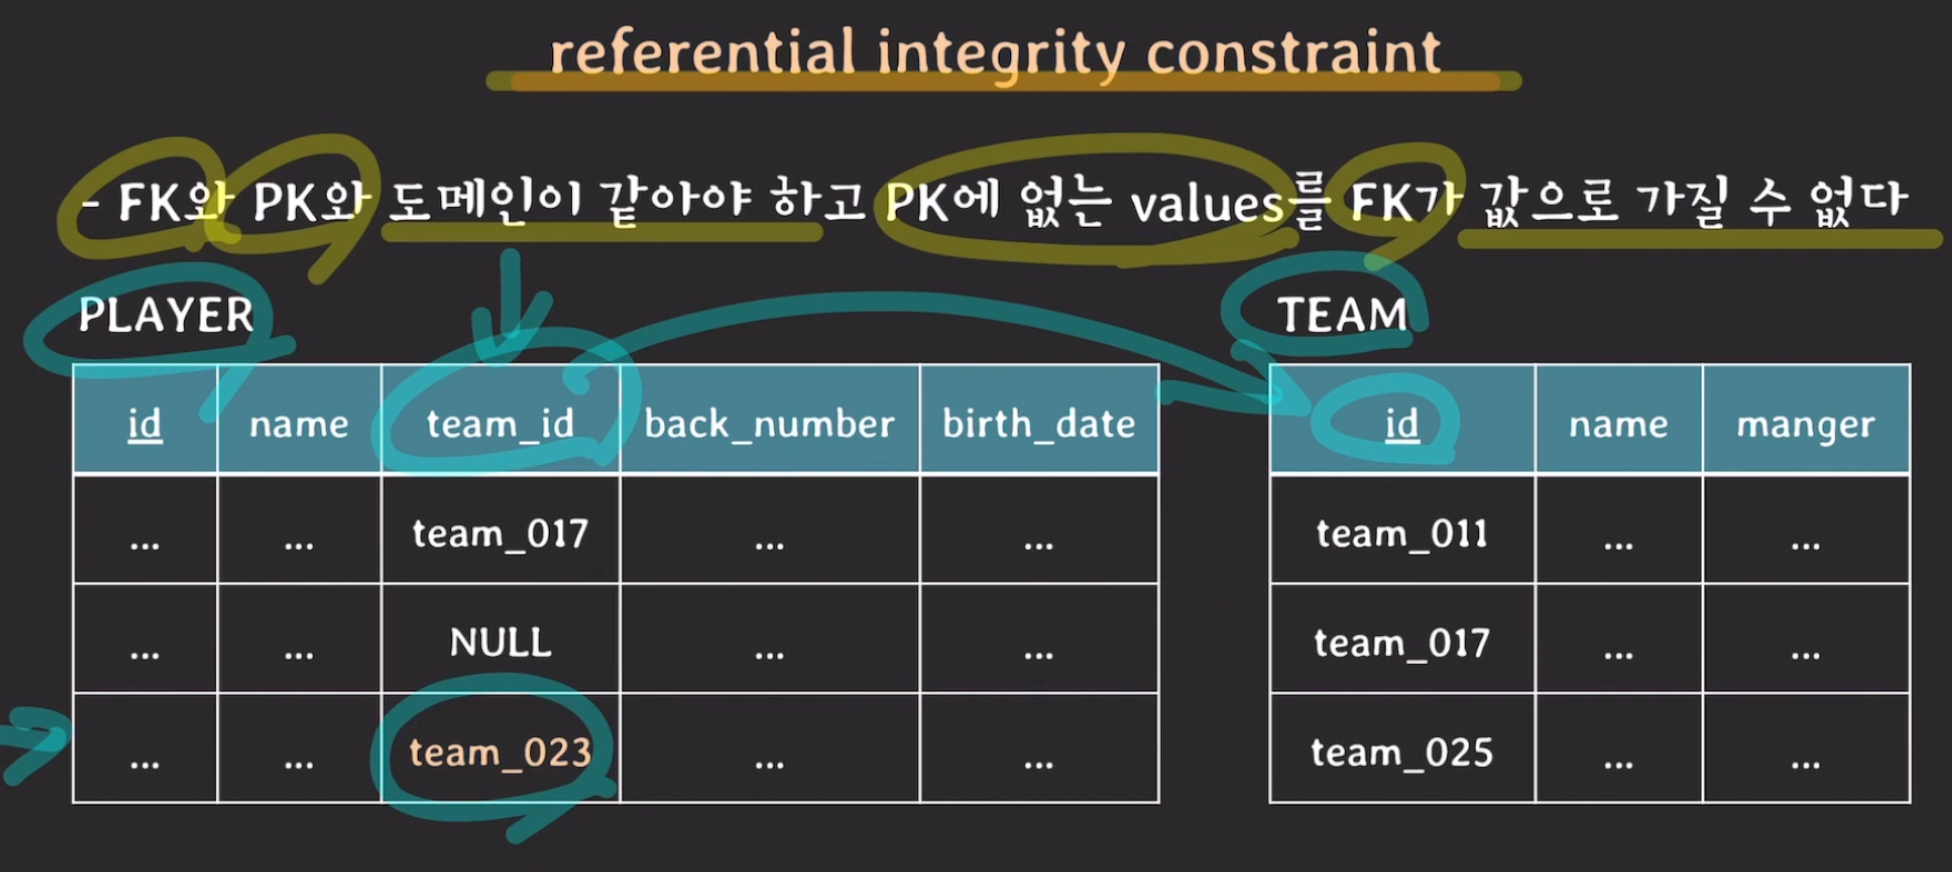 referential integrity constraint
- FK와 PK와 도메인이 같아야 하고 PK에 없는 values를 FK가 값으로 가질 수 없다
PLAYER
id name team_id back_number birth_date
... ... team_017 ... ...
... ... NULL ... ...
... ... team_023 ... ...
TEAM
id name manger
team_011 ... ...
team_017 ... ...
team_025 ... ...